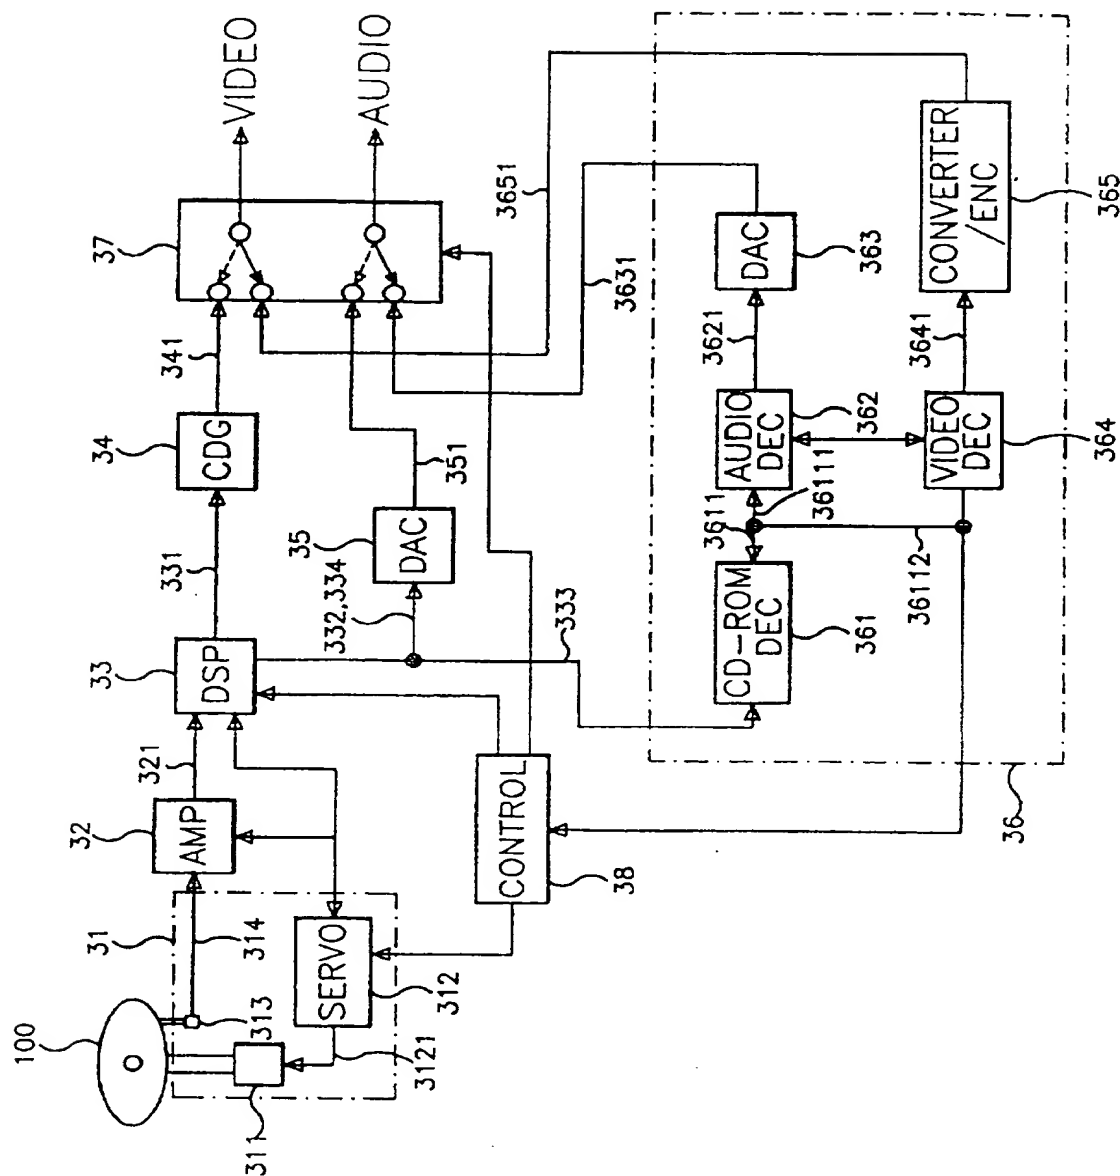 100
31
32
33
34
37
311
3121
313
314
AMP
321
DSP
331
CDG
341
VIDEO
SERVO
312
35
332,334
DAC
351
AUDIO
CONTROL
38
333
3651
3631
CD-ROM
DEC
361
3611
36111
AUDIO
DEC
362
3621
DAC
363
36112
VIDEO
DEC
364
3641
CONVERTER
/ENC
365
36